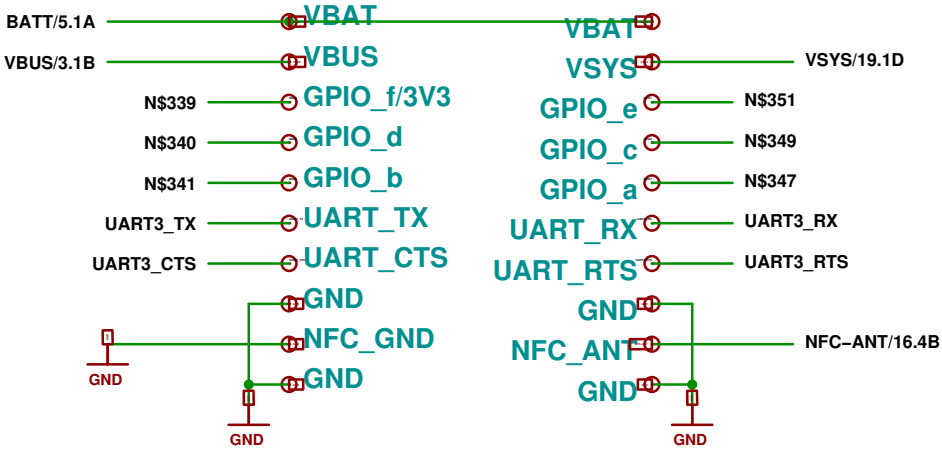 BATT/5.1A VBAT VBAT
VBUS/3.1B VBUS VSYS VSYS/19.1D
N$339 GPIO_f/3V3 GPIO_e N$351
N$340 GPIO_d GPIO_c N$349
N$341 GPIO_b GPIO_a N$347
UART3_TX UART_TX UART_RX UART3_RX
UART3_CTS UART_CTS UART_RTS UART3_RTS
GND GND
NFC_GND NFC_ANT NFC-ANT/16.4B
GND GND GND
GND GND